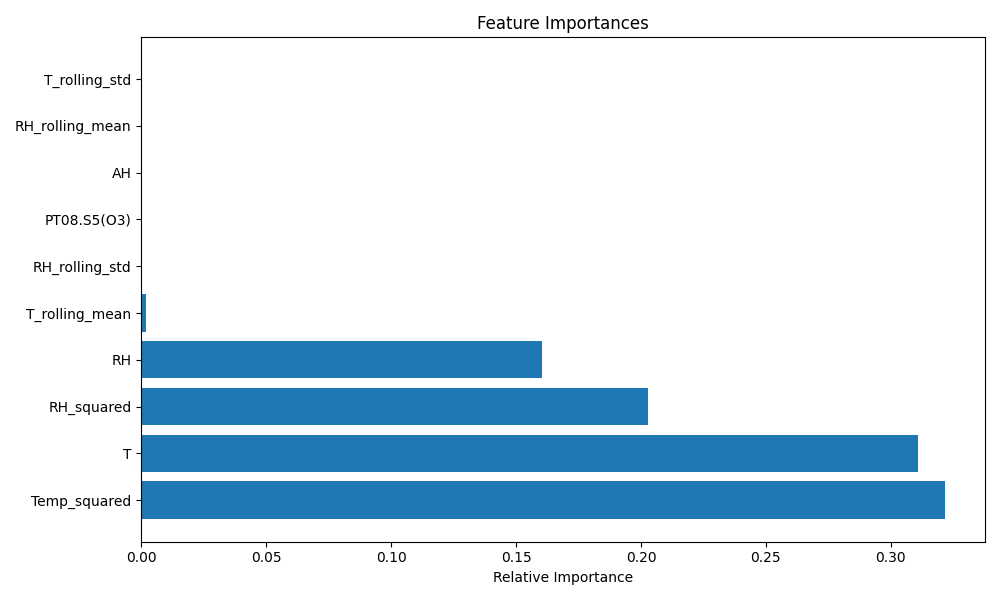 Feature Importances
T_rolling_std
RH_rolling_mean
AH
PT08.S5(O3)
RH_rolling_std
T_rolling_mean
RH
RH_squared
T
Temp_squared
0.00 0.05 0.10 0.15 0.20 0.25 0.30
Relative Importance